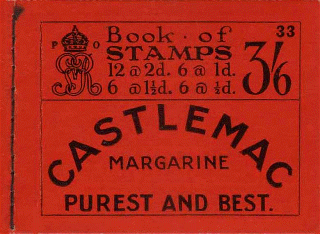 33
P GVR O
Book · of
STAMPS
12 @ 2d. 6 @ 1d.
6 @ 1½d. 6 @ ½d.
3/6
CASTLEMAC
MARGARINE
PUREST AND BEST.